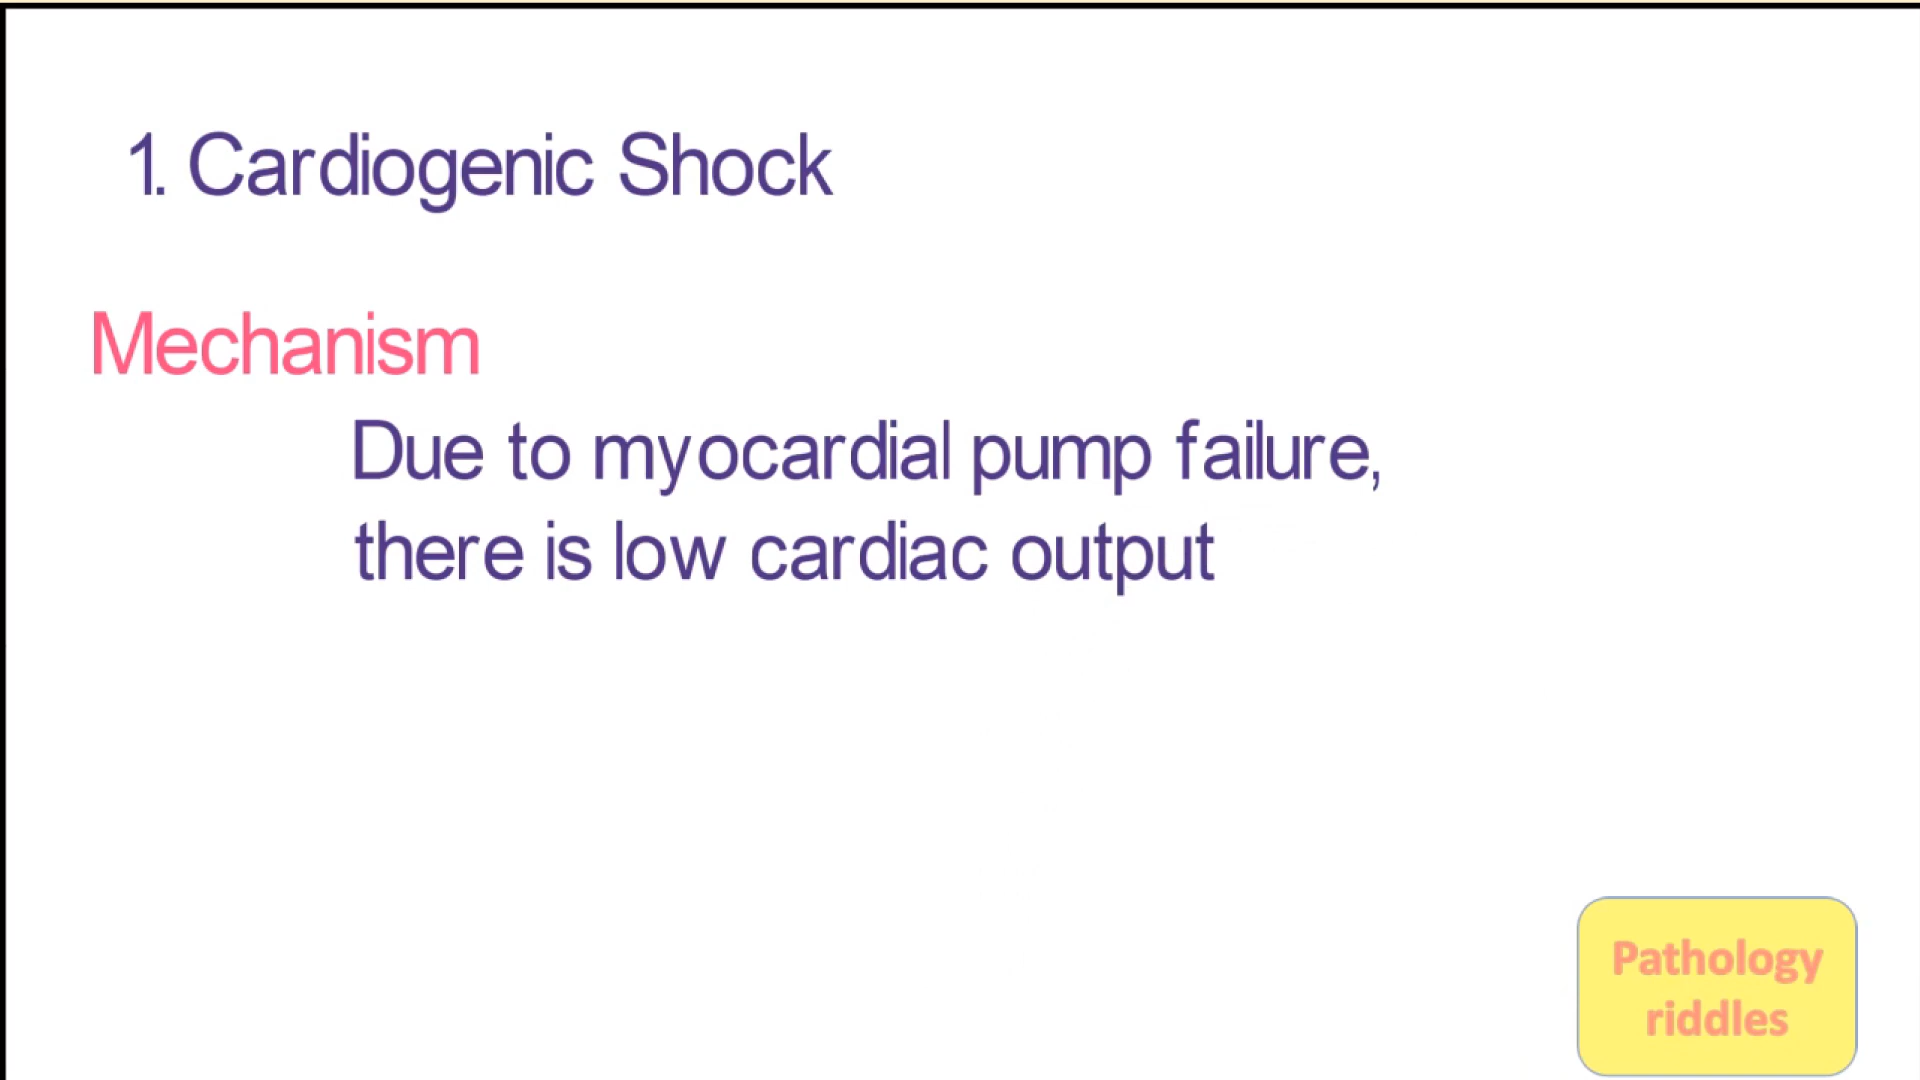 1. Cardiogenic Shock
Mechanism
Due to myocardial pump failure,
there is low cardiac output
Pathology
riddles